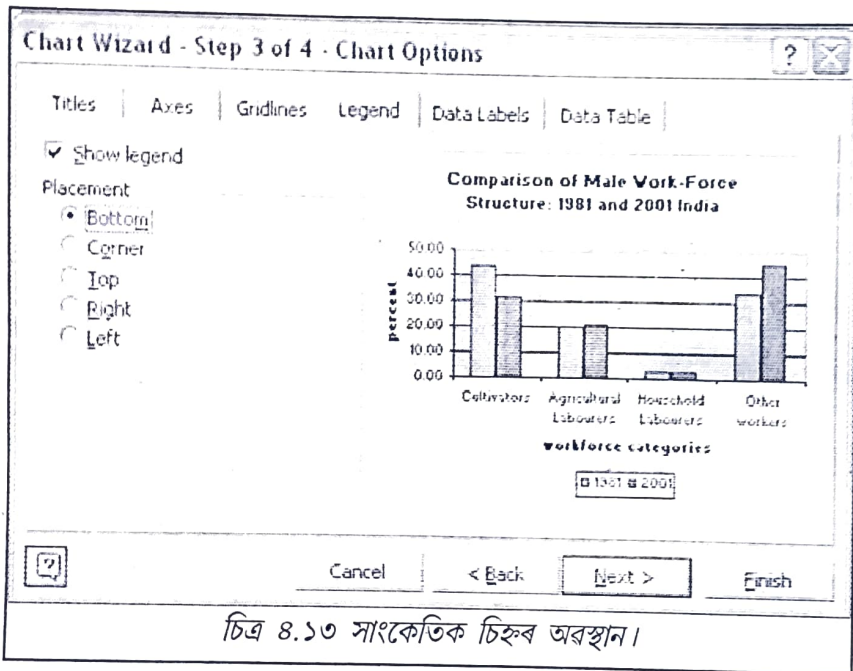 Chart Wizard - Step 3 of 4 - Chart Options
?
Titles Axes Gridlines Legend Data Labels Data Table
Show legend
Placement
Bottom
Corner
Top
Right
Left
Comparison of Male Work-Force
Structure: 1981 and 2001 India
percent
50.00
40.00
30.00
20.00
10.00
0.00
Cultivators Agricultural Household Other
Labourers Labourers workers
workforce categories
1981 2001
?
Cancel < Back Next > Finish
চিত্ৰ ৪.১৩ সাংকেতিক চিহ্নৰ অৱস্থান।